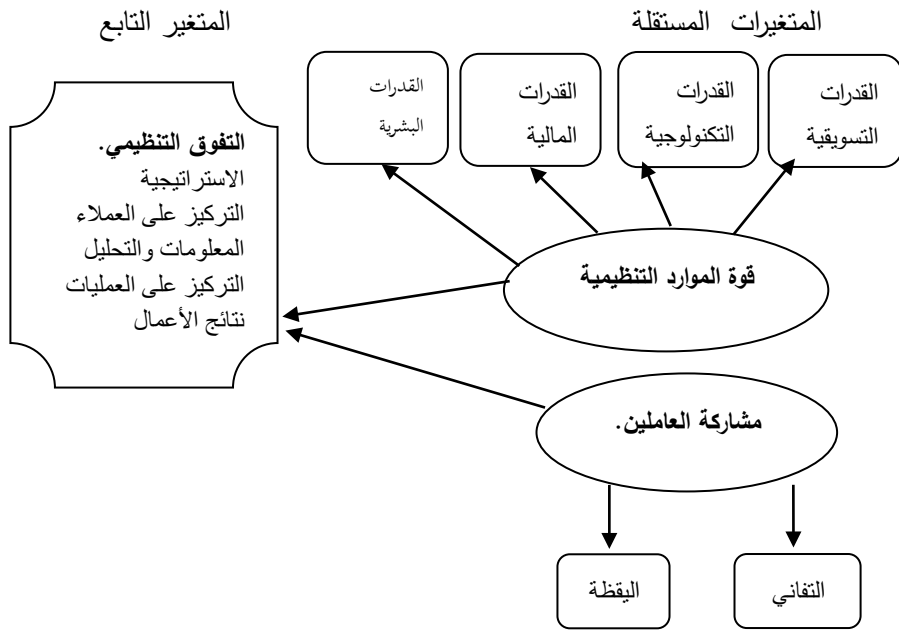 المتغيرات المستقلة
المتغير التابع
القدرات
التسويقية
القدرات
التكنولوجية
القدرات
المالية
القدرات
البشرية
التفوق التنظيمي.
الاستراتيجية
التركيز على العملاء
المعلومات والتحليل
التركيز على العمليات
نتائج الأعمال
قوة الموارد التنظيمية
مشاركة العاملين.
التفاني
اليقظة